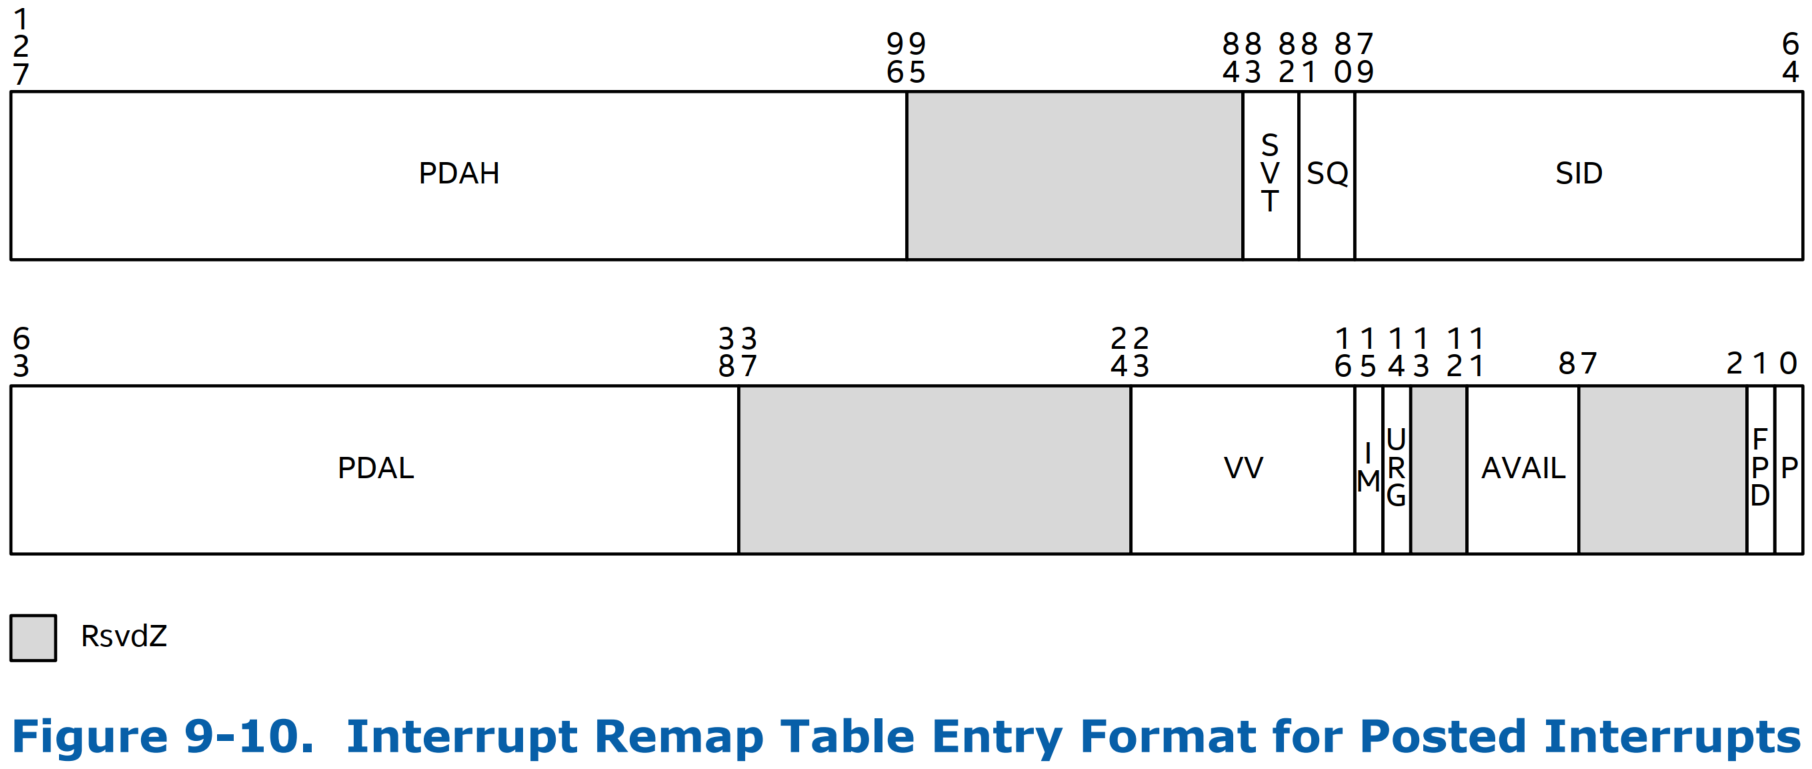 127 96 95 84 83 82 81 80 79 64
PDAH SVT SQ SID
63 38 37 24 23 16 15 14 13 12 11 8 7 2 1 0
PDAL VV IM URG AVAIL FPD P
RsvdZ
Figure 9-10. Interrupt Remap Table Entry Format for Posted Interrupts